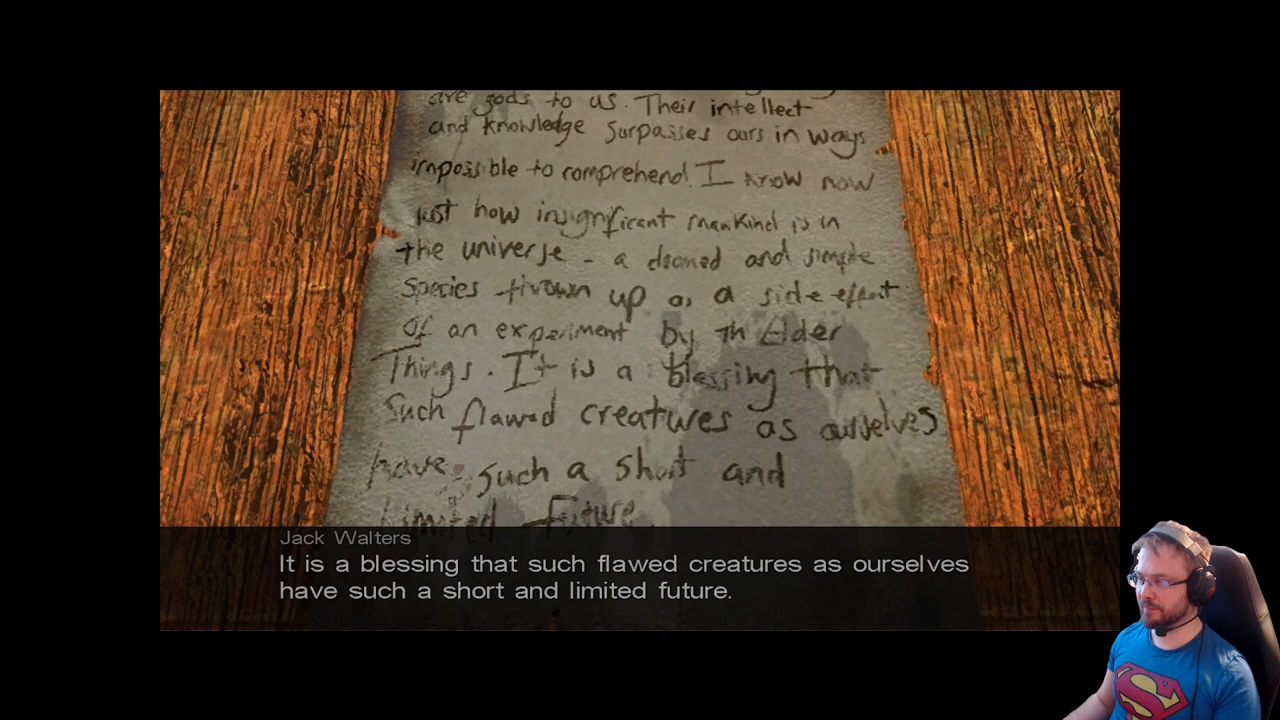 are gods to us. Their intellect
and knowledge surpasses ours in ways
impossible to comprehend. I know now
just how insignificant mankind is in
the universe - a doomed and simple
species thrown up as a side effect
of an experiment by th Elder
Things. It is a blessing that
such flawed creatures as ourselves
have such a short and
limited future.
Jack Walters
It is a blessing that such flawed creatures as ourselves
have such a short and limited future.